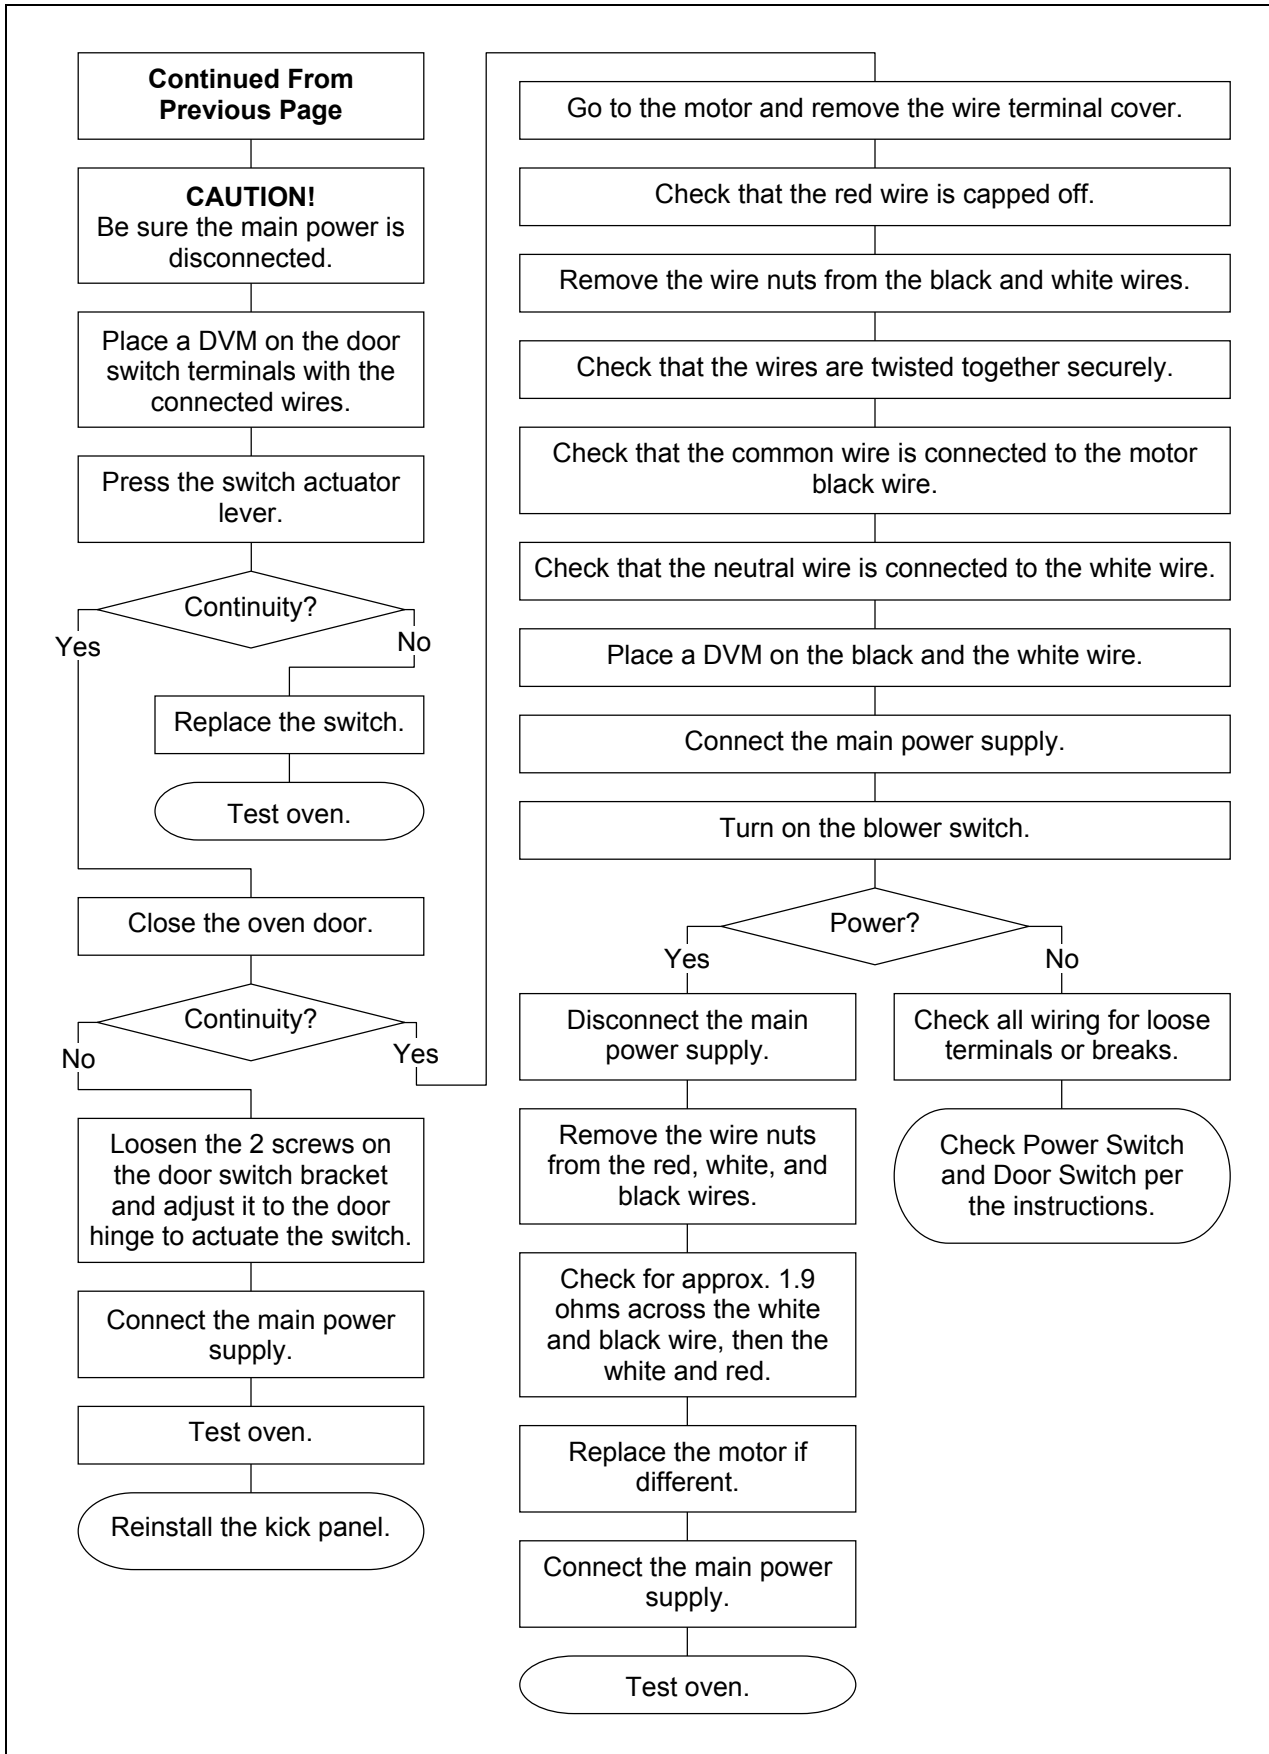 Continued From
Previous Page
CAUTION!
Be sure the main power is
disconnected.
Place a DVM on the door
switch terminals with the
connected wires.
Press the switch actuator
lever.
Continuity?
Yes
No
Replace the switch.
Test oven.
Close the oven door.
Continuity?
No
Yes
Loosen the 2 screws on
the door switch bracket
and adjust it to the door
hinge to actuate the switch.
Connect the main power
supply.
Test oven.
Reinstall the kick panel.
Go to the motor and remove the wire terminal cover.
Check that the red wire is capped off.
Remove the wire nuts from the black and white wires.
Check that the wires are twisted together securely.
Check that the common wire is connected to the motor
black wire.
Check that the neutral wire is connected to the white wire.
Place a DVM on the black and the white wire.
Connect the main power supply.
Turn on the blower switch.
Power?
Yes
No
Disconnect the main
power supply.
Remove the wire nuts
from the red, white, and
black wires.
Check for approx. 1.9
ohms across the white
and black wire, then the
white and red.
Replace the motor if
different.
Connect the main power
supply.
Test oven.
Check all wiring for loose
terminals or breaks.
Check Power Switch
and Door Switch per
the instructions.